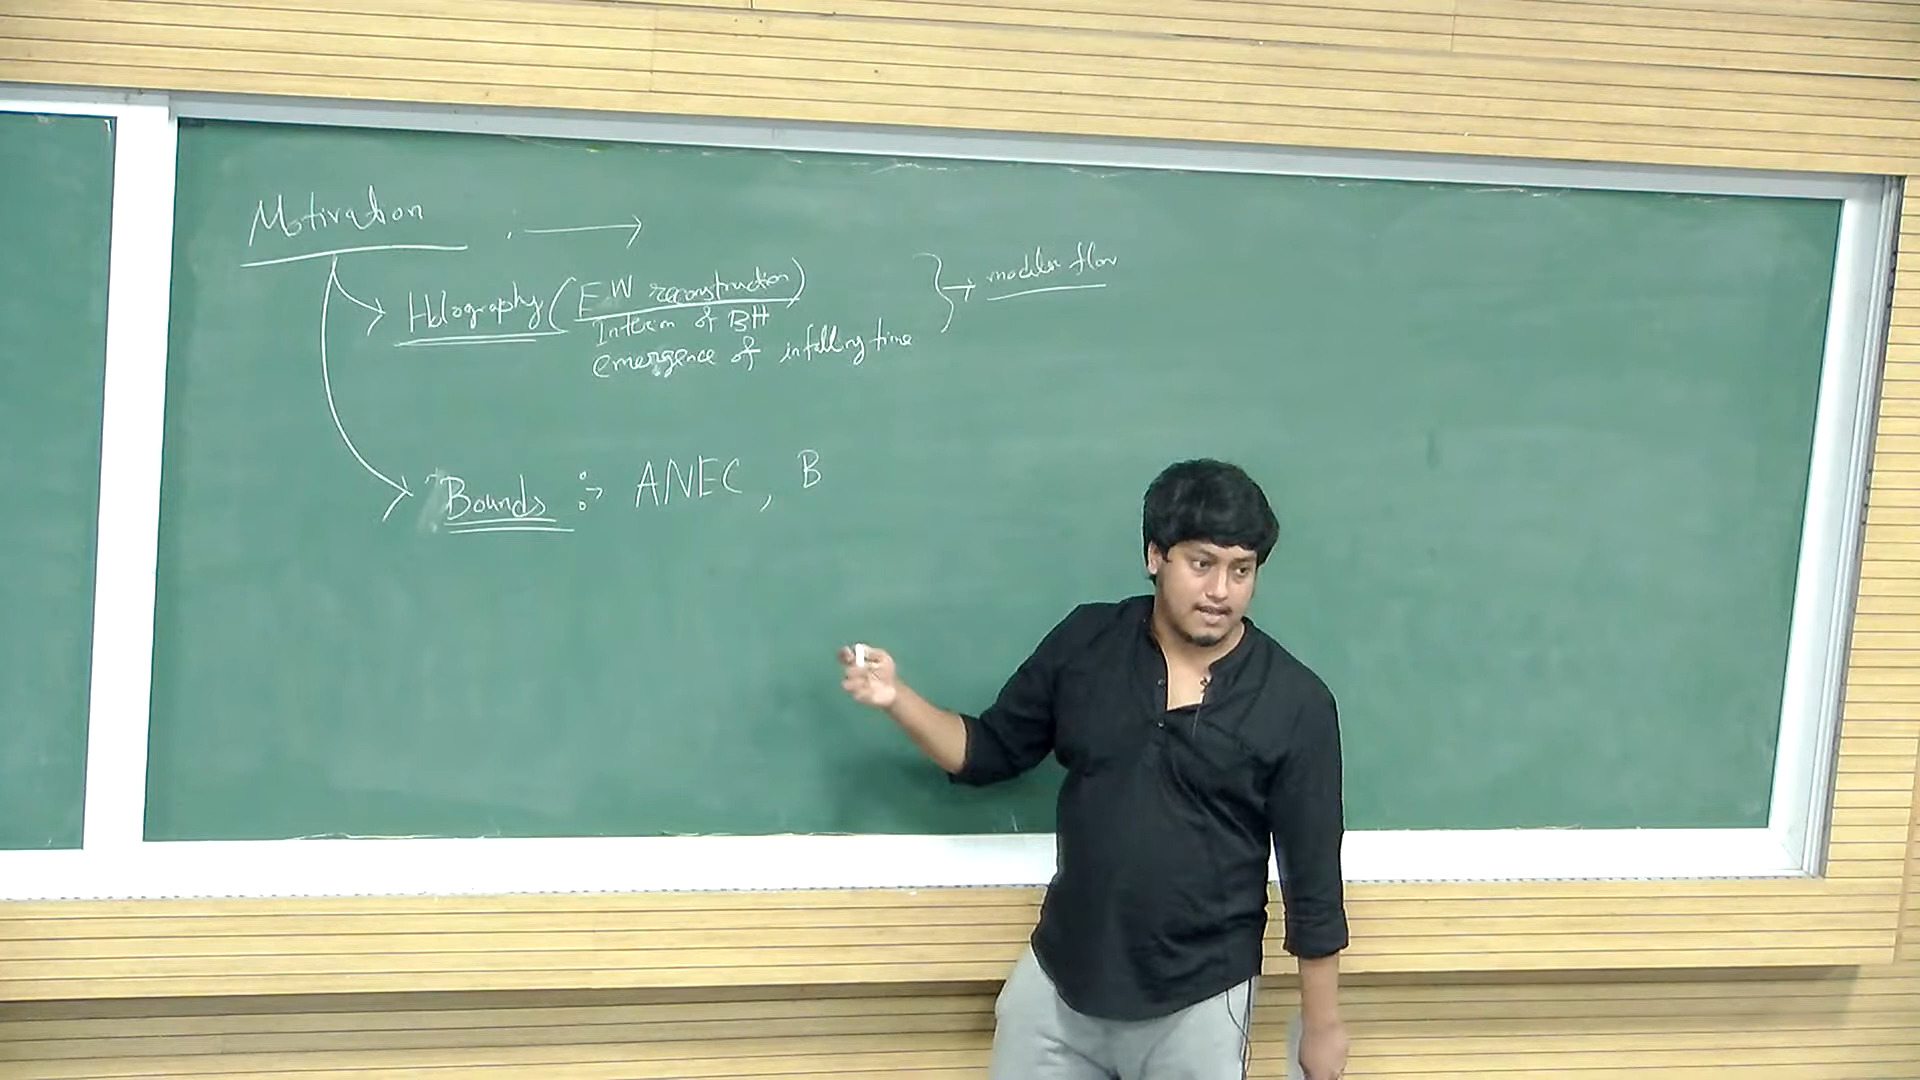 Motivation
Holography (EW reconstruction)
Interior of BH
emergence of infalling time
modular flow
Bounds :→ ANEC, B